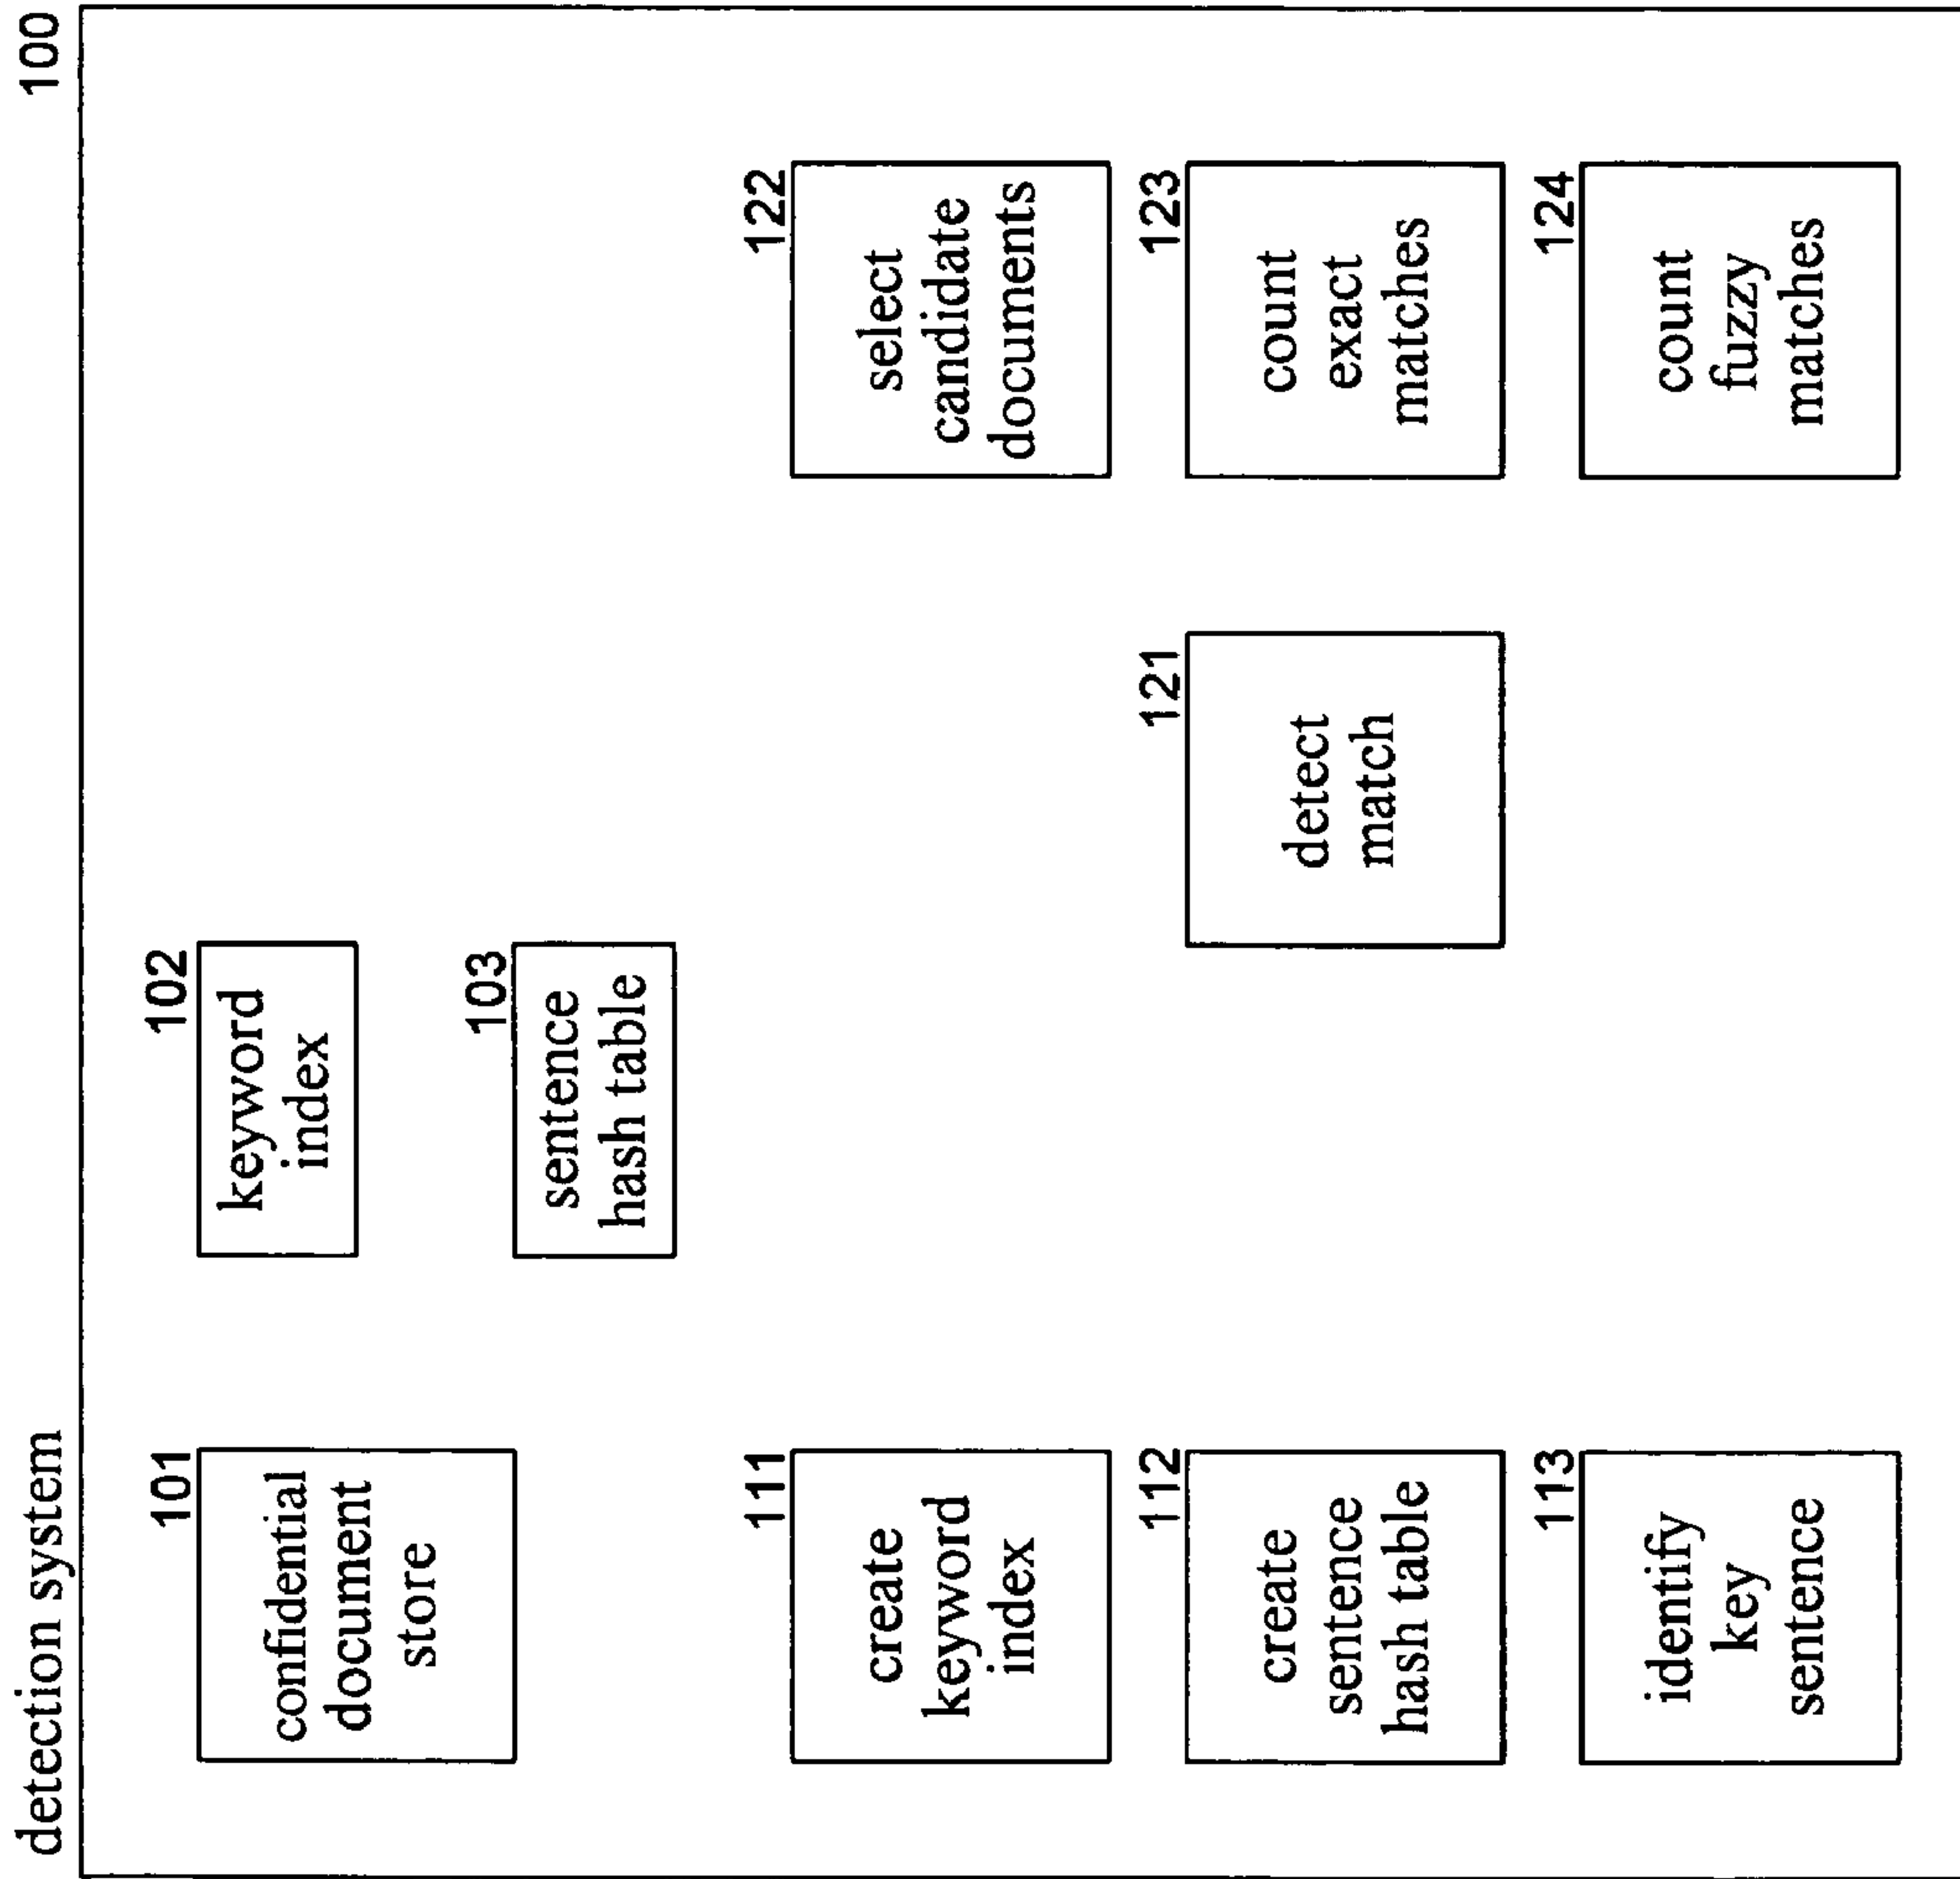 detection system
100
101
confidential
document
store
102
keyword
index
103
sentence
hash table
111
create
keyword
index
112
create
sentence
hash table
113
identify
key
sentence
121
detect
match
122
select
candidate
documents
123
count
exact
matches
124
count
fuzzy
matches